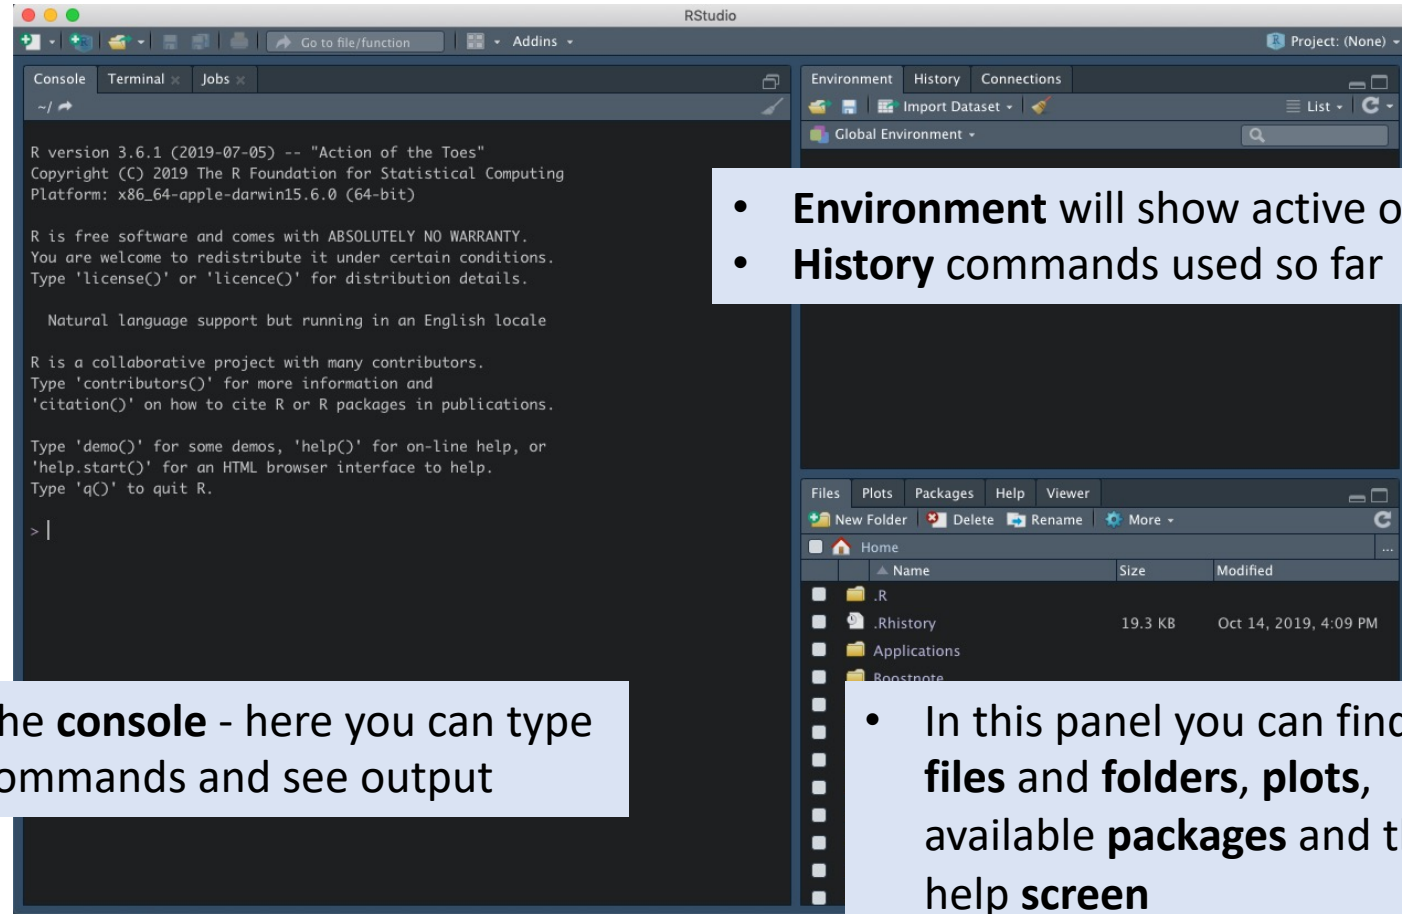 RStudio
Go to file/function
Addins
Project: (None)
Console Terminal Jobs
~/
R version 3.6.1 (2019-07-05) -- "Action of the Toes"
Copyright (C) 2019 The R Foundation for Statistical Computing
Platform: x86_64-apple-darwin15.6.0 (64-bit)
R is free software and comes with ABSOLUTELY NO WARRANTY.
You are welcome to redistribute it under certain conditions.
Type 'license()' or 'licence()' for distribution details.
Natural language support but running in an English locale
R is a collaborative project with many contributors.
Type 'contributors()' for more information and
'citation()' on how to cite R or R packages in publications.
Type 'demo()' for some demos, 'help()' for on-line help, or
'help.start()' for an HTML browser interface to help.
Type 'q()' to quit R.
>
he console - here you can type
ommands and see output
Environment History Connections
Import Dataset List
Global Environment
• Environment will show active o
• History commands used so far
Files Plots Packages Help Viewer
New Folder Delete Rename More
Home ...
Name Size Modified
.R
.Rhistory 19.3 KB Oct 14, 2019, 4:09 PM
Applications
Boostnote
• In this panel you can find
files and folders, plots,
available packages and t
help screen